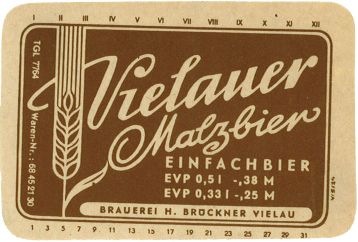 I II III IV V VI VII VIII IX X XI XII
TGL 7764
Waren-Nr.: 68 45 21 30
Vielauer
Malzbier
EINFACHBIER
EVP 0,5 l -,38 M
EVP 0,33 l -,25 M
BRAUEREI H. BRÜCKNER VIELAU
1 3 5 7 9 11 13 15 17 19 21 23 25 27 29 31